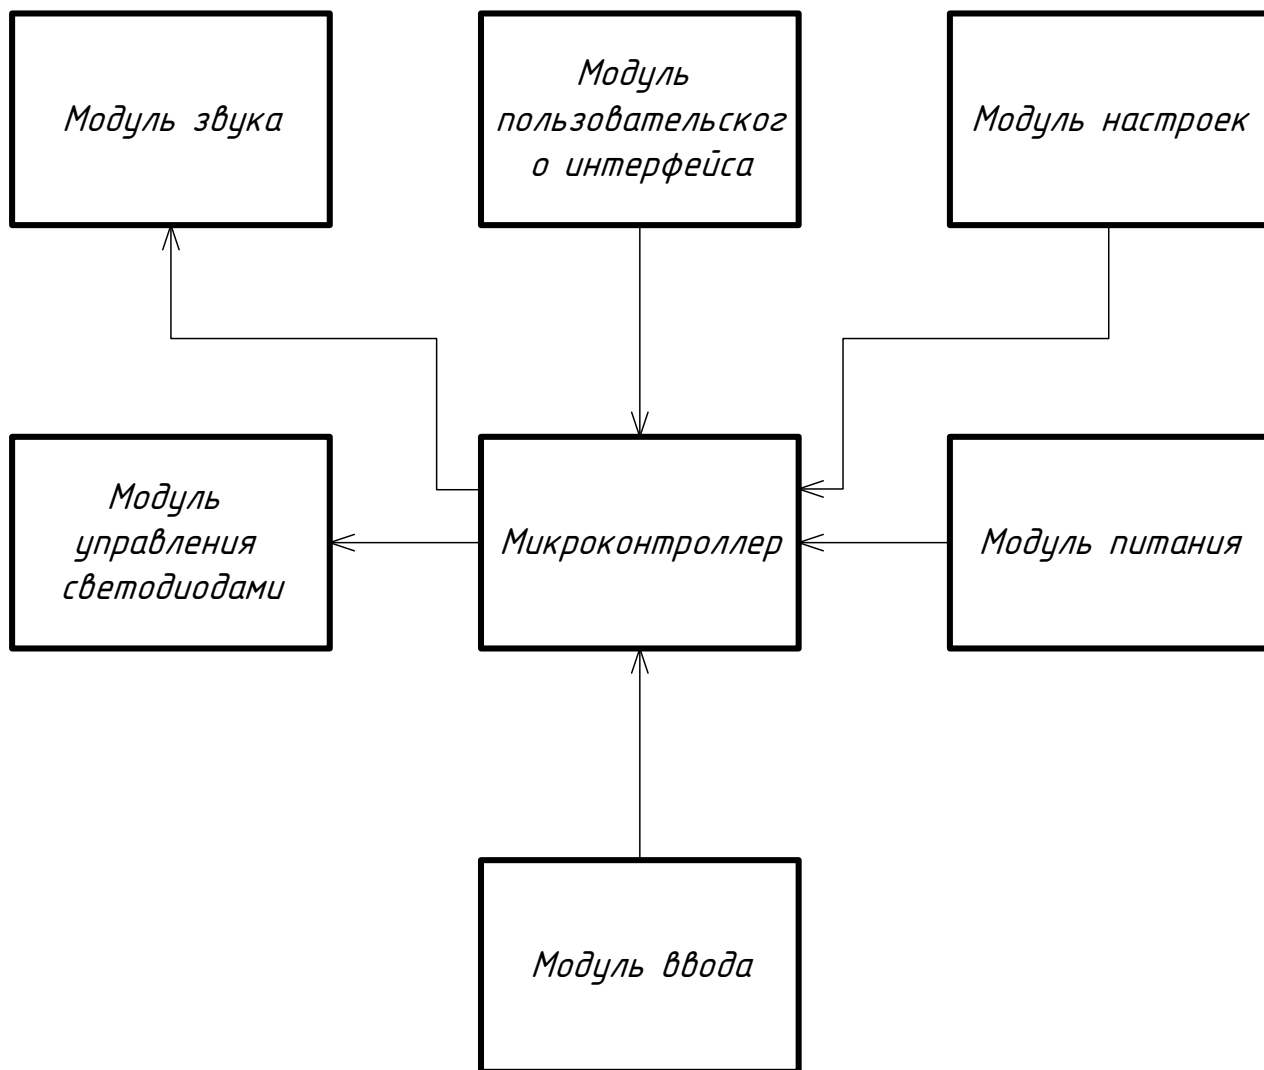 Модуль звука
Модуль
пользовательског
о интерфейса
Модуль настроек
Модуль
управления
светодиодами
Микроконтроллер
Модуль питания
Модуль ввода